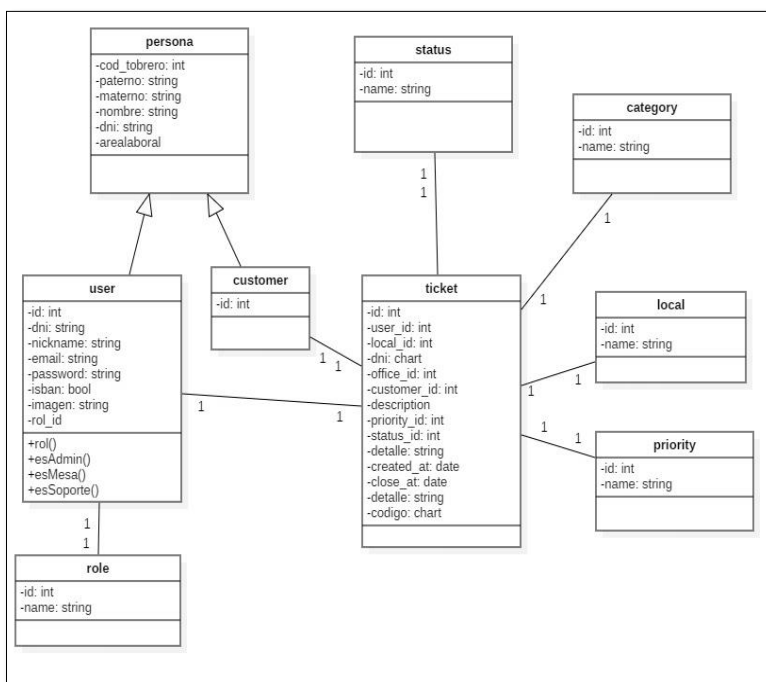 persona
-cod_tobrero: int
-paterno: string
-materno: string
-nombre: string
-dni: string
-arealaboral
status
-id: int
-name: string
category
-id: int
-name: string
1
1
1
1
user
-id: int
-dni: string
-nickname: string
-email: string
-password: string
-isban: bool
-imagen: string
-rol_id
+rol()
+esAdmin()
+esMesa()
+esSoporte()
customer
-id: int
1
1
1
1
ticket
-id: int
-user_id: int
-local_id: int
-dni: chart
-office_id: int
-customer_id: int
-description
-priority_id: int
-status_id: int
-detalle: string
-created_at: date
-close_at: date
-detalle: string
-codigo: chart
local
-id: int
-name: string
1
1
1
1
priority
-id: int
-name: string
1
1
role
-id: int
-name: string